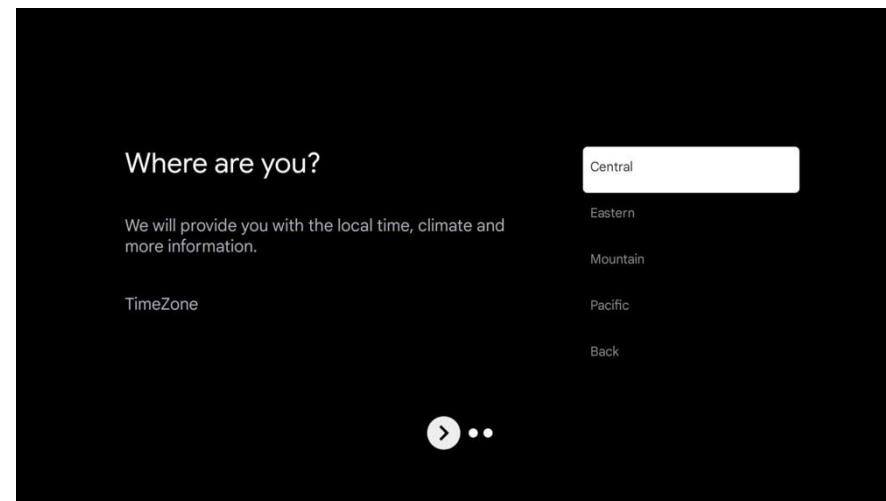 Where are you?
We will provide you with the local time, climate and
more information.
TimeZone
Central
Eastern
Mountain
Pacific
Back